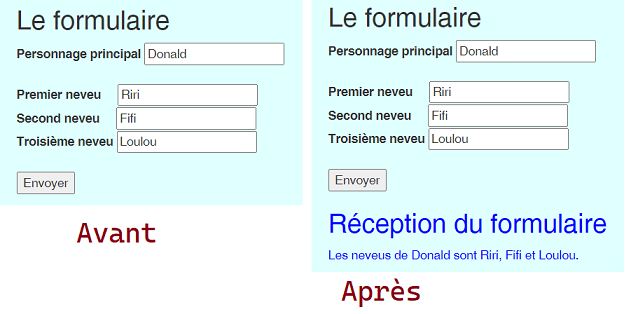 Le formulaire
Personnage principal Donald
Premier neveu Riri
Second neveu Fifi
Troisième neveu Loulou
Envoyer
Avant
Le formulaire
Personnage principal Donald
Premier neveu Riri
Second neveu Fifi
Troisième neveu Loulou
Envoyer
Réception du formulaire
Les neveus de Donald sont Riri, Fifi et Loulou.
Après